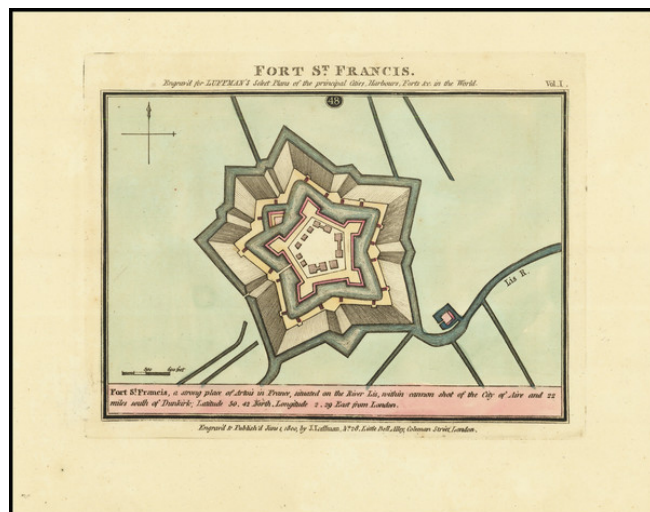 FORT ST. FRANCIS.
Engrav'd for LUFFMAN'S Select Plans of the principal Cities, Harbours, Forts &c. in the World.
Vol. I.
48
Lis R.
600 feet
Fort St. Francis, a strong place of Artois in France, situated on the River Lis, within cannon shot of the City of Aire and 22
miles south of Dunkirk; Latitude 50, 42 North, Longitude 2, 29 East from London.
Engrav'd & Publish'd June 1, 1800, by J. Luffman, No. 28, Little Bell Alley, Coleman Street, London.